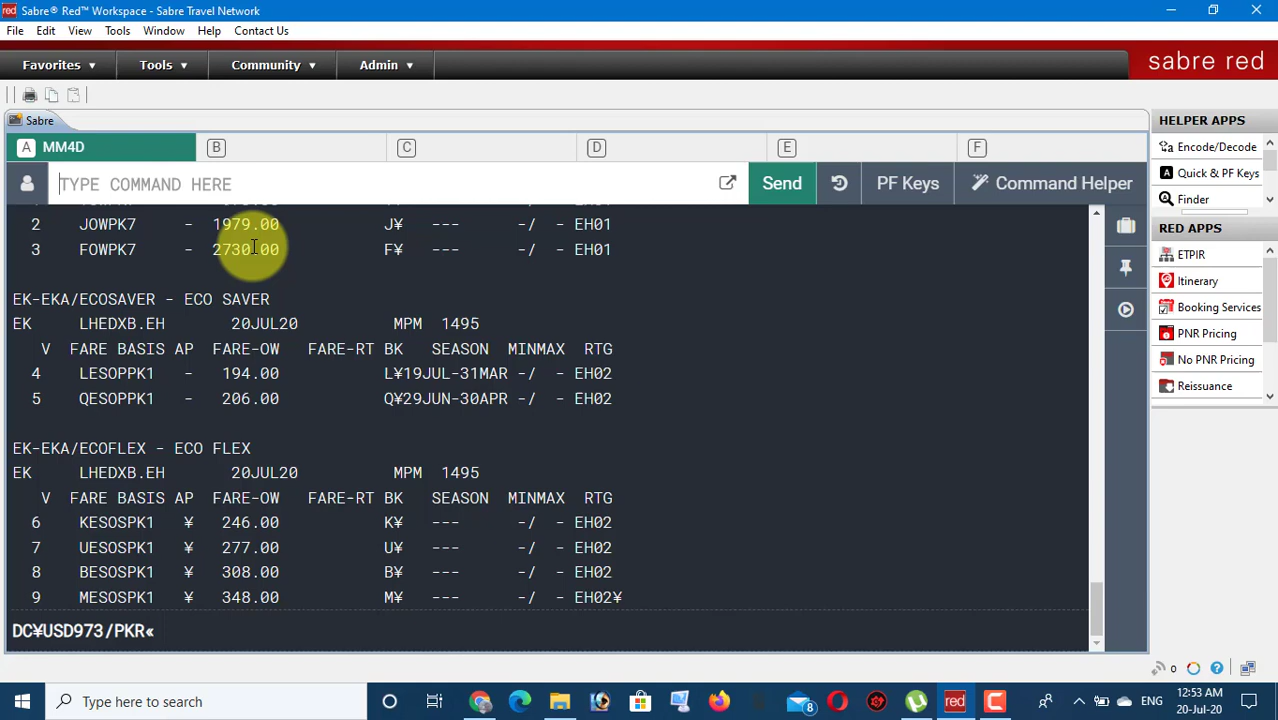 Sabre® Red™ Workspace - Sabre Travel Network
File Edit View Tools Window Help Contact Us
Favorites Tools Community Admin sabre red
Sabre
HELPER APPS
A MM4D B C D E F
Encode/Decode
TYPE COMMAND HERE Send PF Keys Command Helper
Quick & PF Keys
Finder
2 JOWPK7 - 1979.00 J¥ --- -/ - EH01
RED APPS
3 FOWPK7 - 2730.00 F¥ --- -/ - EH01
ETPIR
Itinerary
EK-EKA/ECOSAVER - ECO SAVER
Booking Services
EK LHEDXB.EH 20JUL20 MPM 1495
PNR Pricing
V FARE BASIS AP FARE-OW FARE-RT BK SEASON MINMAX RTG
No PNR Pricing
4 LESOPPK1 - 194.00 L¥19JUL-31MAR -/ - EH02
Reissuance
5 QESOPPK1 - 206.00 Q¥29JUN-30APR -/ - EH02
EK-EKA/ECOFLEX - ECO FLEX
EK LHEDXB.EH 20JUL20 MPM 1495
V FARE BASIS AP FARE-OW FARE-RT BK SEASON MINMAX RTG
6 KESOSPK1 ¥ 246.00 K¥ --- -/ - EH02
7 UESOSPK1 ¥ 277.00 U¥ --- -/ - EH02
8 BESOSPK1 ¥ 308.00 B¥ --- -/ - EH02
9 MESOSPK1 ¥ 348.00 M¥ --- -/ - EH02¥
DC¥USD973/PKR«
0
Type here to search
8
ENG
12:53 AM
20-Jul-20